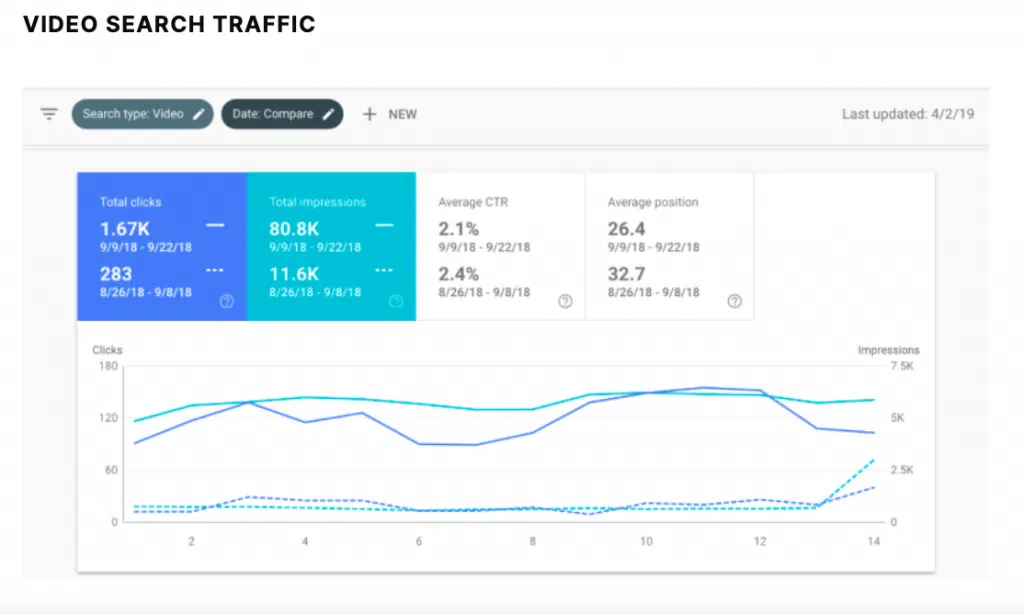 VIDEO SEARCH TRAFFIC
Search type: Video Date: Compare NEW Last updated: 4/2/19
Total clicks Total impressions Average CTR Average position
1.67K 80.8K 2.1% 26.4
9/9/18 - 9/22/18 9/9/18 - 9/22/18 9/9/18 - 9/22/18 9/9/18 - 9/22/18
283 11.6K 2.4% 32.7
8/26/18 - 9/8/18 8/26/18 - 9/8/18 8/26/18 - 9/8/18 8/26/18 - 9/8/18
Clicks Impressions
180 7.5K
120 5K
60 2.5K
0 0
2 4 6 8 10 12 14